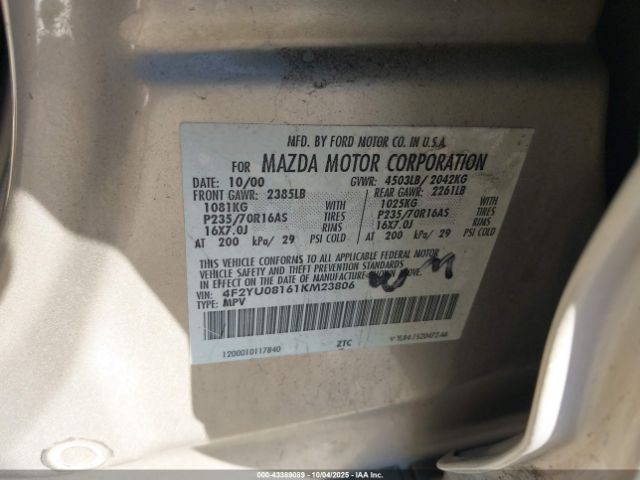 MFD. BY FORD MOTOR CO. IN U.S.A.
FOR MAZDA MOTOR CORPORATION
DATE: 10/00 GVWR: 4503LB/ 2042KG
FRONT GAWR: 2385LB REAR GAWR: 2261LB
1081KG WITH 1025KG WITH
P235/70R16AS TIRES P235/70R16AS TIRES
16X7.0J RIMS 16X7.0J RIMS
AT 200 kPa/ 29 PSI COLD AT 200 kPa/ 29 PSI COLD
THIS VEHICLE CONFORMS TO ALL APPLICABLE FEDERAL MOTOR
VEHICLE SAFETY AND THEFT PREVENTION STANDARDS
IN EFFECT ON THE DATE OF MANUFACTURE SHOWN ABOVE.
VIN: 4F2YU08161KM23806
TYPE: MPV
1200010117840 ZTC
000-43389089 10/04/2025 IAAI.CA